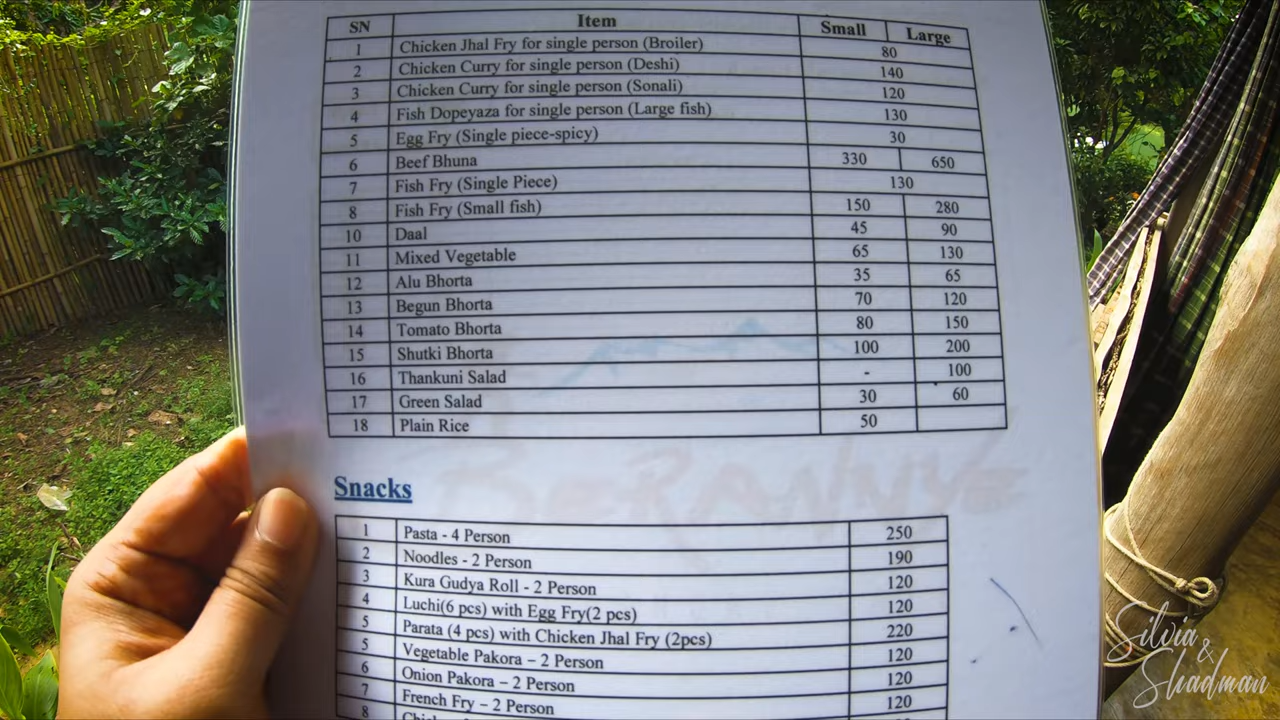 SN Item Small Large
1 Chicken Jhal Fry for single person (Broiler) 80
2 Chicken Curry for single person (Deshi) 140
3 Chicken Curry for single person (Sonali) 120
4 Fish Dopeyaza for single person (Large fish) 130
5 Egg Fry (Single piece-spicy) 30
6 Beef Bhuna 330 650
7 Fish Fry (Single Piece) 130
8 Fish Fry (Small fish) 150 280
10 Daal 45 90
11 Mixed Vegetable 65 130
12 Alu Bhorta 35 65
13 Begun Bhorta 70 120
14 Tomato Bhorta 80 150
15 Shutki Bhorta 100 200
16 Thankuni Salad - 100
17 Green Salad 30 60
18 Plain Rice 50
Snacks
1 Pasta - 4 Person 250
2 Noodles - 2 Person 190
3 Kura Gudya Roll - 2 Person 120
4 Luchi(6 pcs) with Egg Fry(2 pcs) 120
5 Parata (4 pcs) with Chicken Jhal Fry (2pcs) 220
5 Vegetable Pakora – 2 Person 120
6 Onion Pakora – 2 Person 120
7 French Fry – 2 Person 120
8
Silvia
&
Shadman